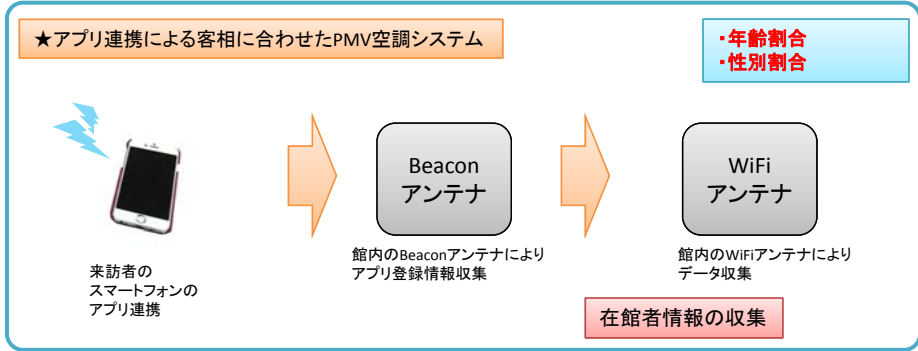 ★アプリ連携による客相に合わせたPMV空調システム
・年齢割合
・性別割合
Beacon
アンテナ
WiFi
アンテナ
館内のBeaconアンテナにより
アプリ登録情報収集
館内のWiFiアンテナにより
データ収集
来訪者の
スマートフォンの
アプリ連携
在館者情報の収集